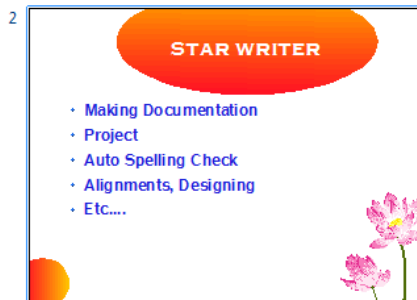 2
STAR WRITER
Making Documentation
Project
Auto Spelling Check
Alignments, Designing
Etc....